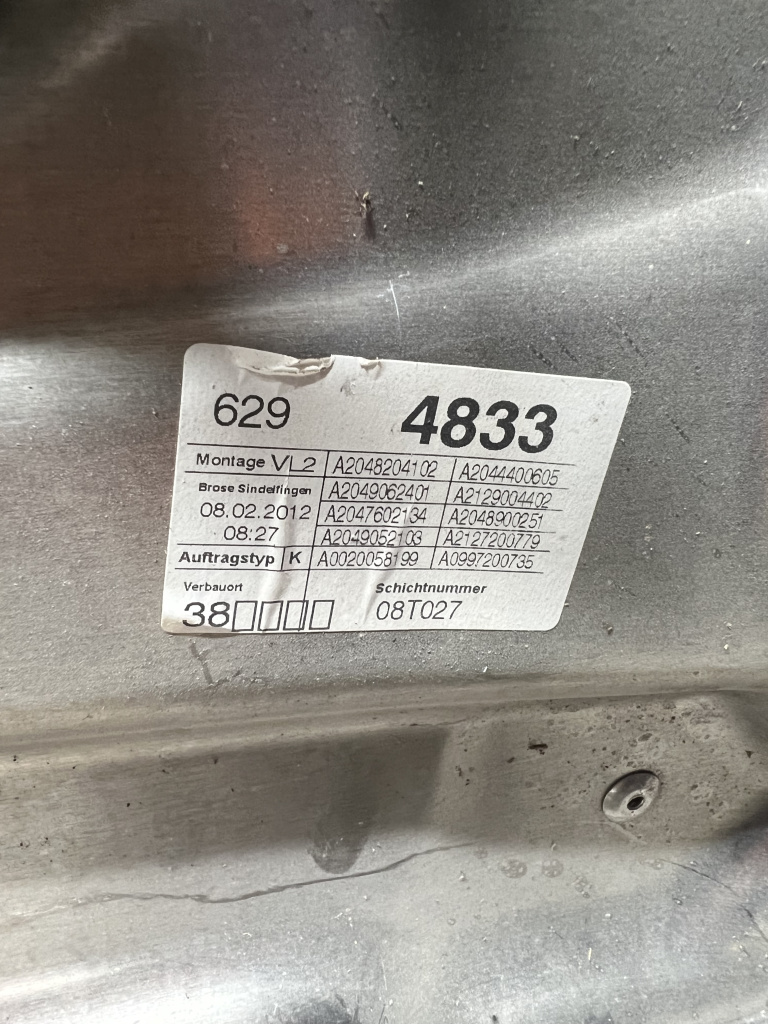 629 4833
Montage VL2 A2048204102 A2044400605
Brose Sindelfingen A2049062401 A2129004402
08.02.2012 A2047602134 A2048900251
08:27 A2049052103 A2127200779
Auftragstyp K A0020058199 A0997200735
Verbauort Schichtnummer
38□□□□ 08T027